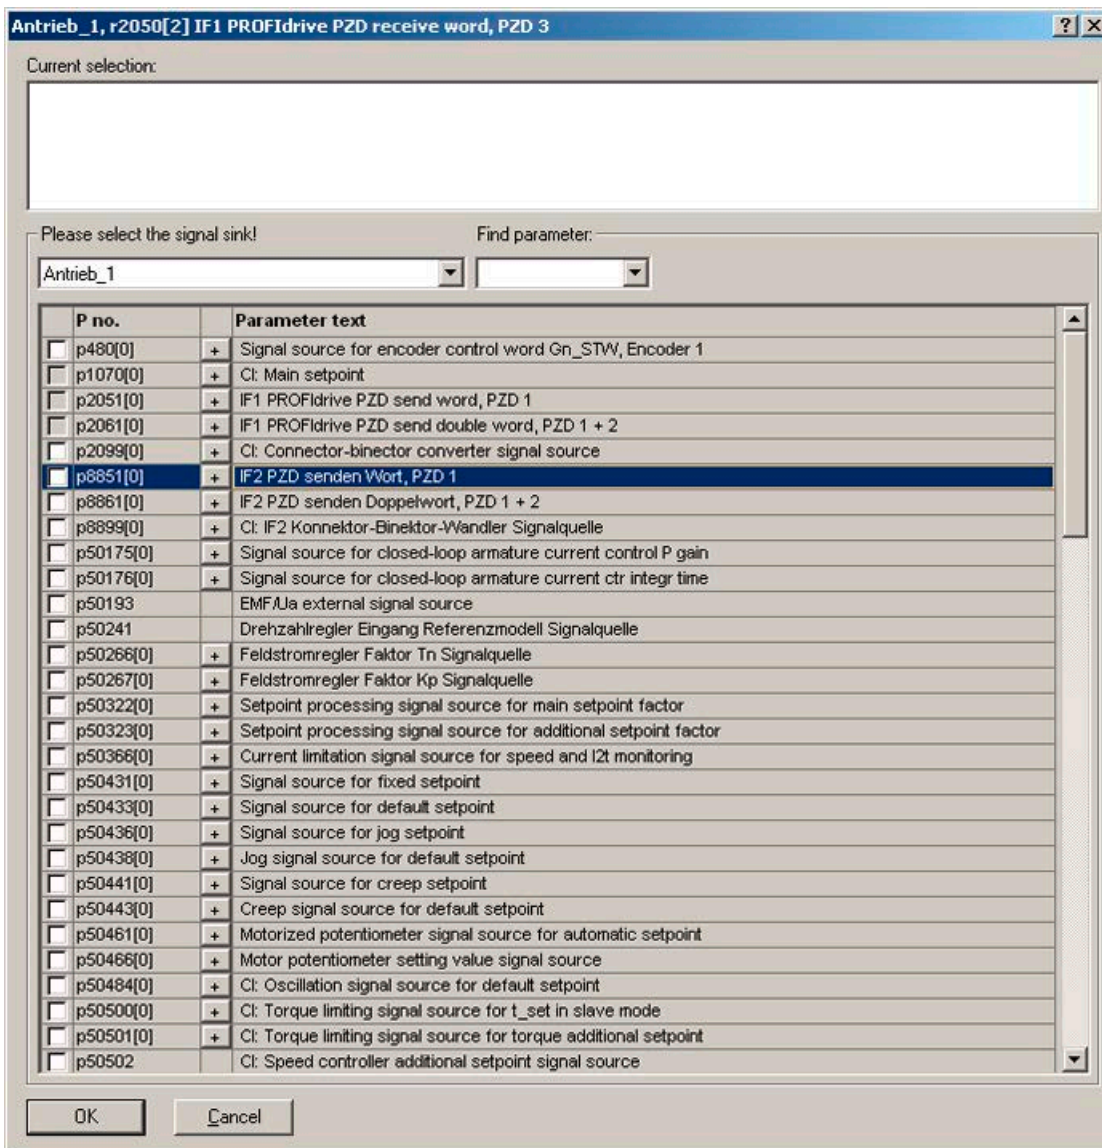 Antrieb_1, r2050[2] IF1 PROFIdrive PZD receive word, PZD 3
Current selection:
Please select the signal sink! Find parameter:
Antrieb_1
P no. Parameter text
p480[0] + Signal source for encoder control word Gn_STW, Encoder 1
p1070[0] + CI: Main setpoint
p2051[0] + IF1 PROFIdrive PZD send word, PZD 1
p2061[0] + IF1 PROFIdrive PZD send double word, PZD 1 + 2
p2099[0] + CI: Connector-binector converter signal source
p8851[0] + IF2 PZD senden Wort, PZD 1
p8861[0] + IF2 PZD senden Doppelwort, PZD 1 + 2
p8899[0] + CI: IF2 Konnektor-Binektor-Wandler Signalquelle
p50175[0] + Signal source for closed-loop armature current control P gain
p50176[0] + Signal source for closed-loop armature current ctr integr time
p50193 EMF/Ua external signal source
p50241 Drehzahlregler Eingang Referenzmodell Signalquelle
p50266[0] + Feldstromregler Faktor Tn Signalquelle
p50267[0] + Feldstromregler Faktor Kp Signalquelle
p50322[0] + Setpoint processing signal source for main setpoint factor
p50323[0] + Setpoint processing signal source for additional setpoint factor
p50366[0] + Current limitation signal source for speed and I2t monitoring
p50431[0] + Signal source for fixed setpoint
p50433[0] + Signal source for default setpoint
p50436[0] + Signal source for jog setpoint
p50438[0] + Jog signal source for default setpoint
p50441[0] + Signal source for creep setpoint
p50443[0] + Creep signal source for default setpoint
p50461[0] + Motorized potentiometer signal source for automatic setpoint
p50466[0] + Motor potentiometer setting value signal source
p50484[0] + CI: Oscillation signal source for default setpoint
p50500[0] + CI: Torque limiting signal source for t_set in slave mode
p50501[0] + CI: Torque limiting signal source for torque additional setpoint
p50502 CI: Speed controller additional setpoint signal source
OK Cancel